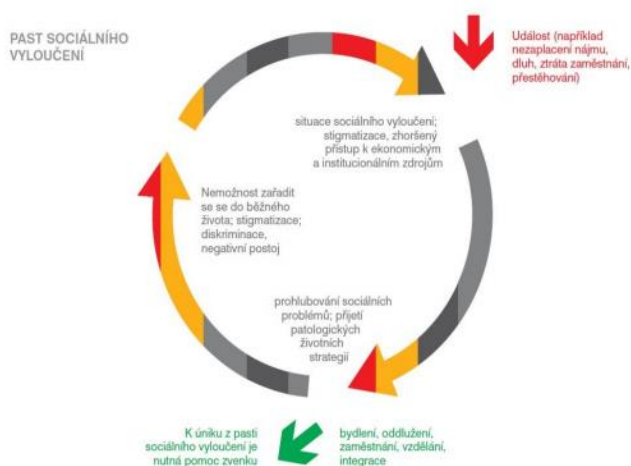 PAST SOCIÁLNÍHO
VYLOUČENÍ
Událost (například
nezaplacení nájmu,
dluh, ztráta zaměstnání,
přestěhování)
situace sociálního vyloučení;
stigmatizace, zhoršený
přístup k ekonomickým
a institucionálním zdrojům
Nemožnost zařadit
se se do běžného
života; stigmatizace;
diskriminace,
negativní postoj
prohlubování sociálních
problémů; přijetí
patologických
životních
strategií
K úniku z pasti
sociálního vyloučení je
nutná pomoc zvenku
bydlení, oddlužení,
zaměstnání, vzdělání,
integrace